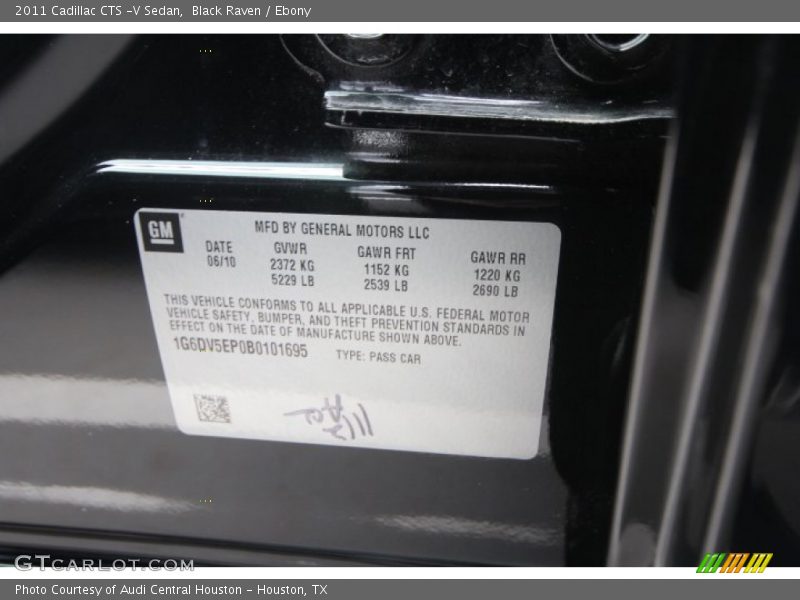 2011 Cadillac CTS -V Sedan, Black Raven / Ebony
GM
MFD BY GENERAL MOTORS LLC
DATE GVWR GAWR FRT GAWR RR
06/10 2372 KG 1152 KG 1220 KG
5229 LB 2539 LB 2690 LB
THIS VEHICLE CONFORMS TO ALL APPLICABLE U.S. FEDERAL MOTOR
VEHICLE SAFETY, BUMPER, AND THEFT PREVENTION STANDARDS IN
EFFECT ON THE DATE OF MANUFACTURE SHOWN ABOVE.
1G6DV5EP0B0101695 TYPE: PASS CAR
GTCARLOT.COM
Photo Courtesy of Audi Central Houston - Houston, TX